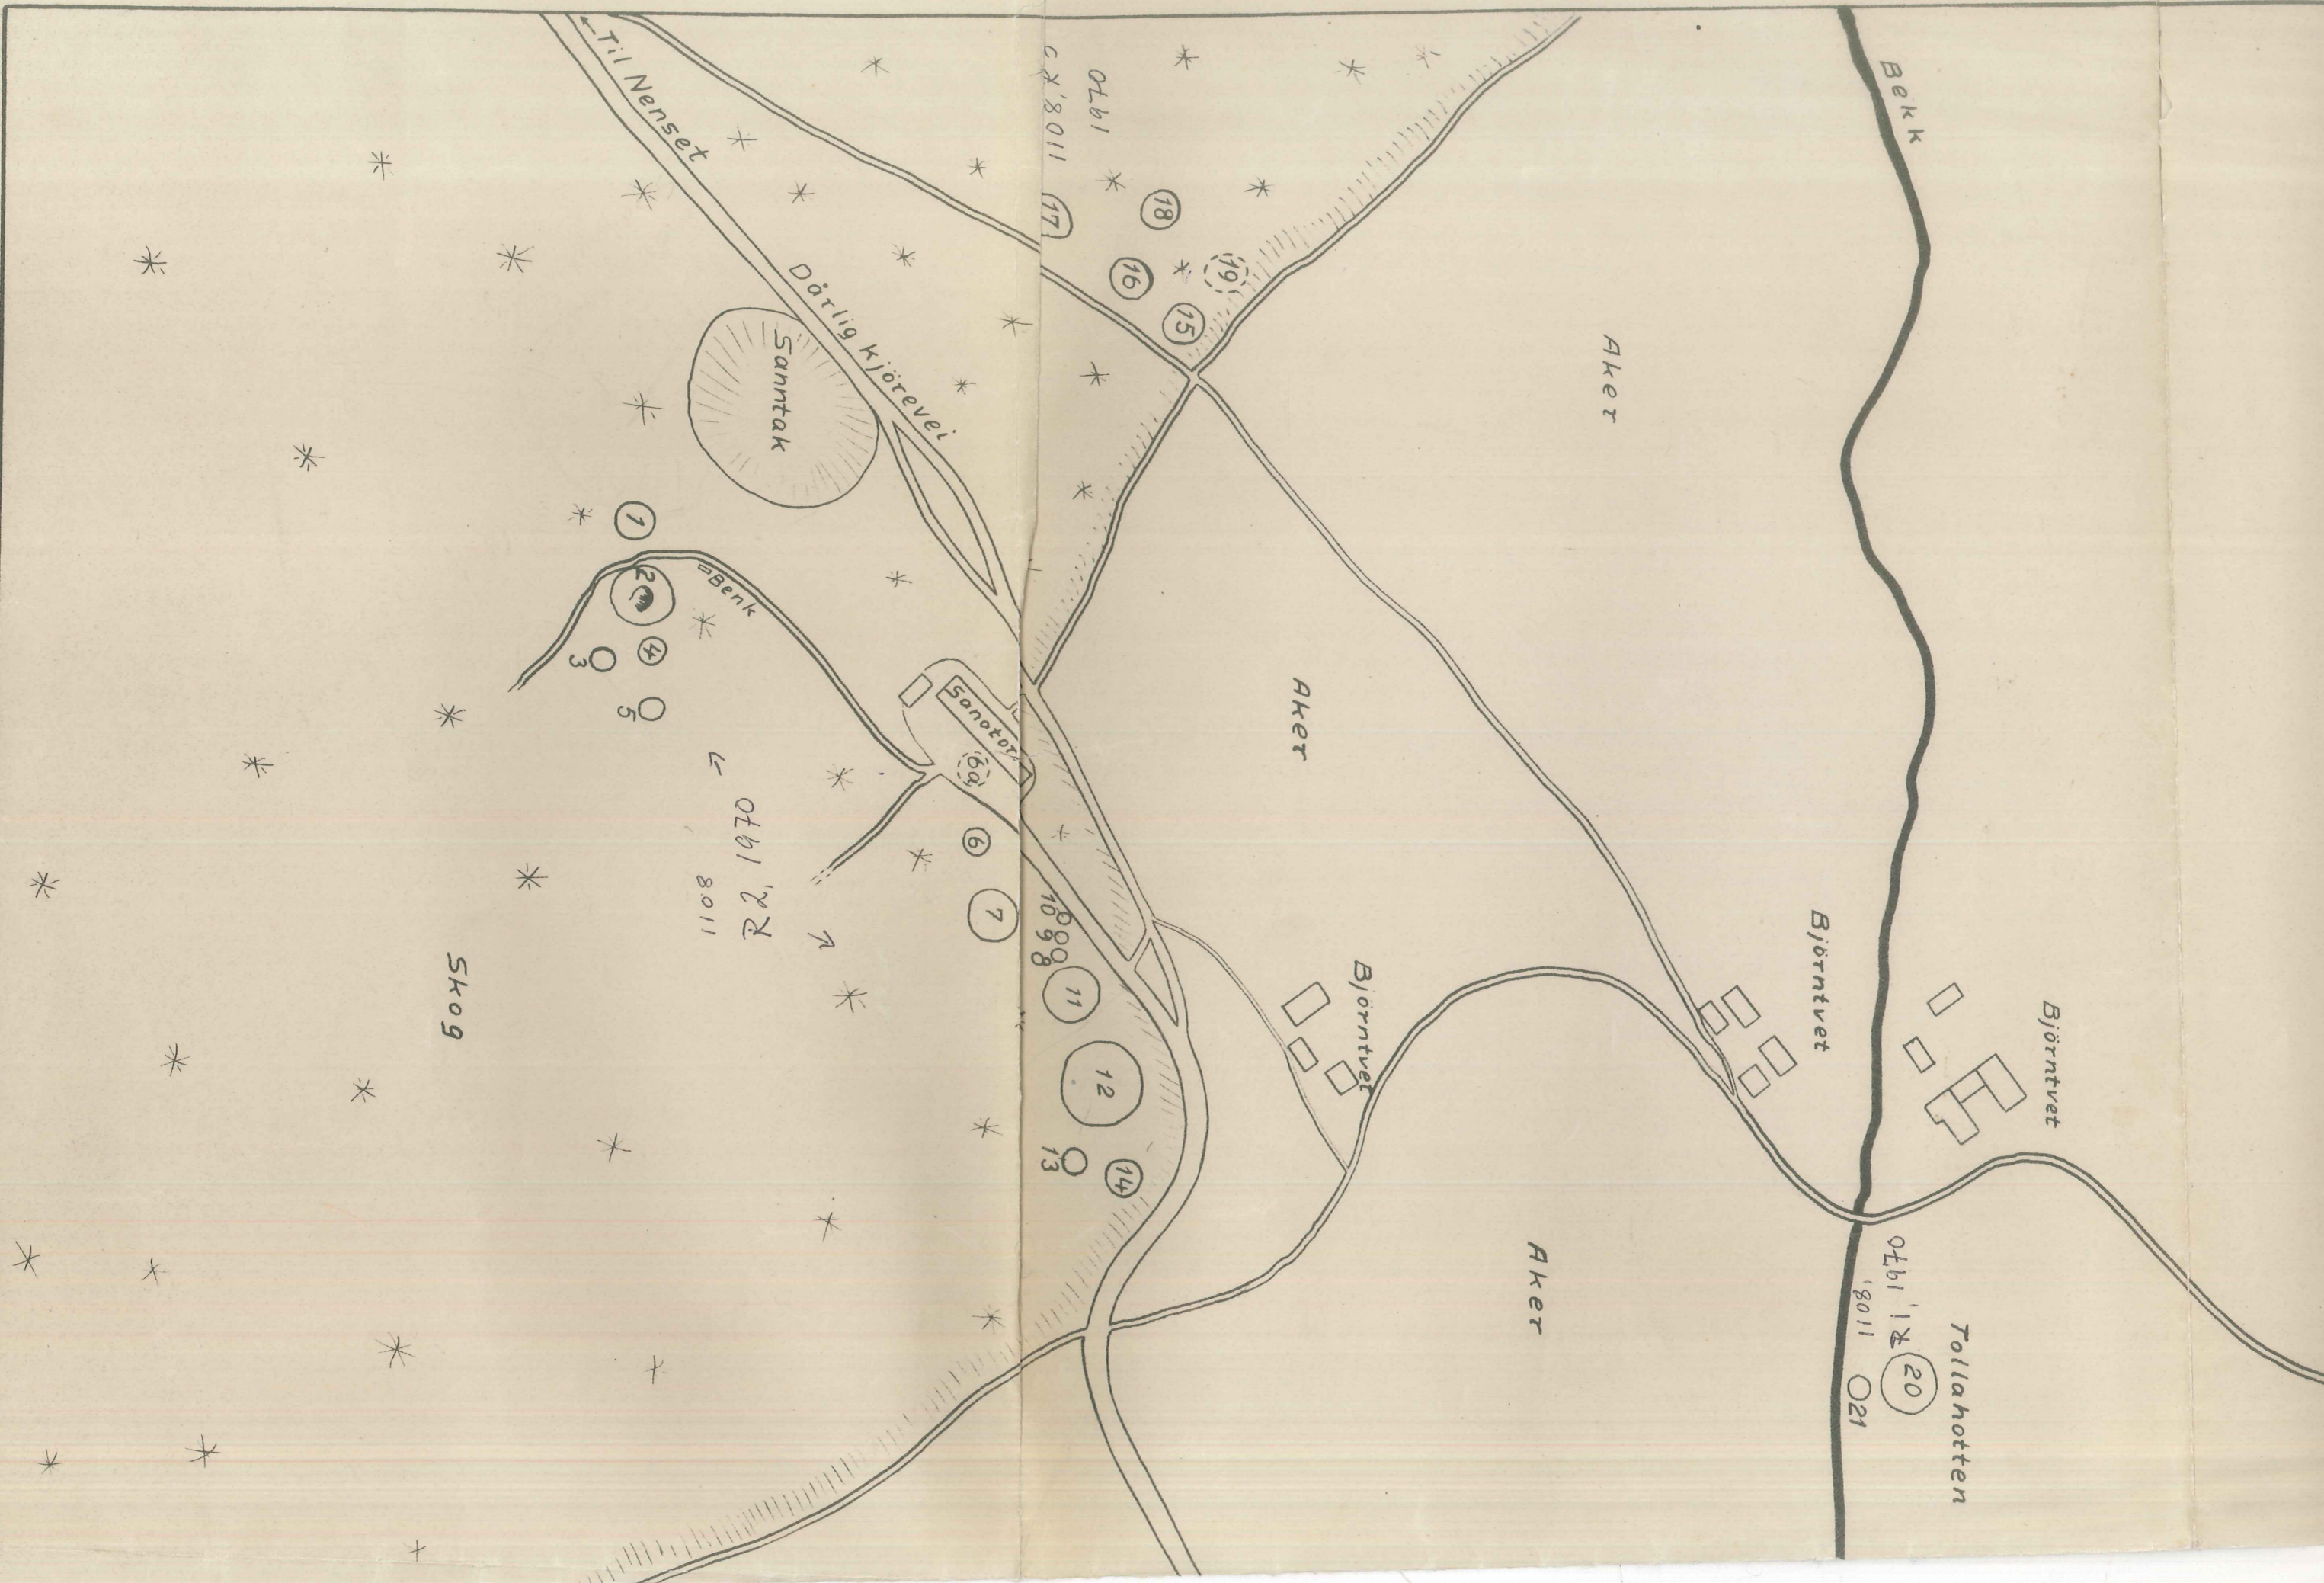 Bekk
Björntvet
Tollahotten
R1, 1970
1108,
20
21
Björntvet
Aker
Aker
Aker
Björntvet
1970
1108,
18
19
16
15
17
← Til Nenset
Dårlig kjörevei
Sanntak
Sanator
6a
6
7
10
9
8
11
12
13
14
1
Benk
2
4
3
5
R2, 1970
1108
Skog